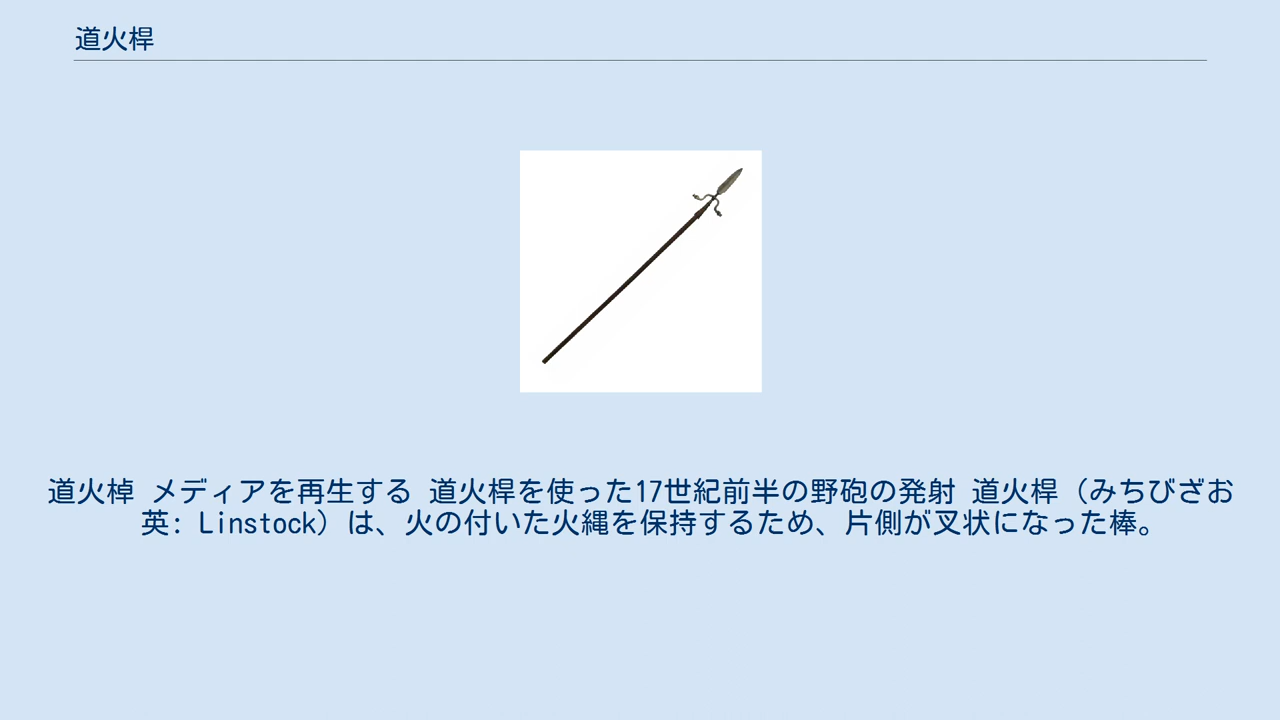 道火桿
道火棹 メディアを再生する 道火桿を使った17世紀前半の野砲の発射 道火桿（みちびざお
英: Linstock）は、火の付いた火縄を保持するため、片側が叉状になった棒。